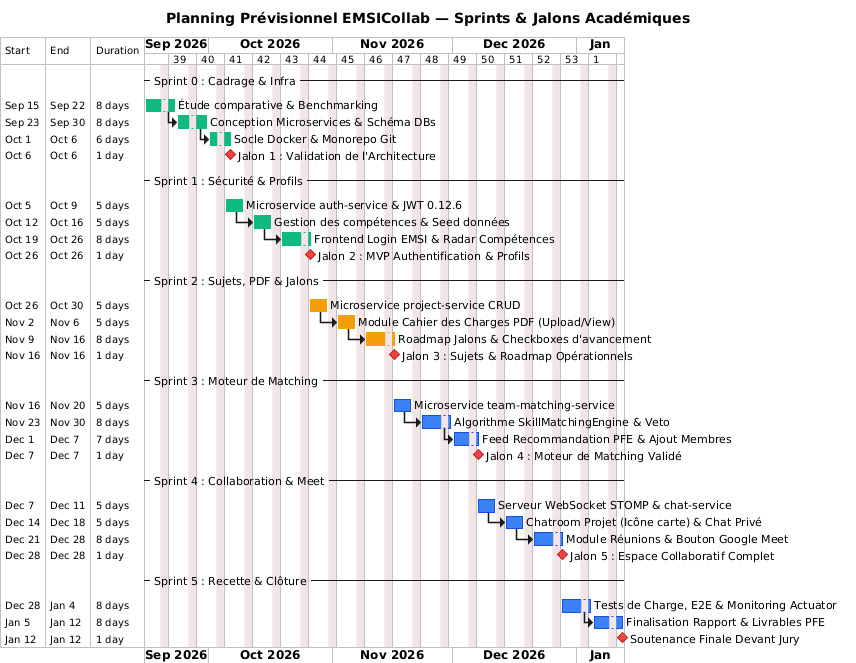 Planning Prévisionnel EMSICollab — Sprints & Jalons Académiques
Start End Duration Sep 2026 Oct 2026 Nov 2026 Dec 2026 Jan
39 40 41 42 43 44 45 46 47 48 49 50 51 52 53 1
Sprint 0 : Cadrage & Infra
Sep 15 Sep 22 8 days Étude comparative & Benchmarking
Sep 23 Sep 30 8 days Conception Microservices & Schéma DBs
Oct 1 Oct 6 6 days Socle Docker & Monorepo Git
Oct 6 Oct 6 1 day Jalon 1 : Validation de l'Architecture
Sprint 1 : Sécurité & Profils
Oct 5 Oct 9 5 days Microservice auth-service & JWT 0.12.6
Oct 12 Oct 16 5 days Gestion des compétences & Seed données
Oct 19 Oct 26 8 days Frontend Login EMSI & Radar Compétences
Oct 26 Oct 26 1 day Jalon 2 : MVP Authentification & Profils
Sprint 2 : Sujets, PDF & Jalons
Oct 26 Oct 30 5 days Microservice project-service CRUD
Nov 2 Nov 6 5 days Module Cahier des Charges PDF (Upload/View)
Nov 9 Nov 16 8 days Roadmap Jalons & Checkboxes d'avancement
Nov 16 Nov 16 1 day Jalon 3 : Sujets & Roadmap Opérationnels
Sprint 3 : Moteur de Matching
Nov 16 Nov 20 5 days Microservice team-matching-service
Nov 23 Nov 30 8 days Algorithme SkillMatchingEngine & Veto
Dec 1 Dec 7 7 days Feed Recommandation PFE & Ajout Membres
Dec 7 Dec 7 1 day Jalon 4 : Moteur de Matching Validé
Sprint 4 : Collaboration & Meet
Dec 7 Dec 11 5 days Serveur WebSocket STOMP & chat-service
Dec 14 Dec 18 5 days Chatroom Projet (Icône carte) & Chat Privé
Dec 21 Dec 28 8 days Module Réunions & Bouton Google Meet
Dec 28 Dec 28 1 day Jalon 5 : Espace Collaboratif Complet
Sprint 5 : Recette & Clôture
Dec 28 Jan 4 8 days Tests de Charge, E2E & Monitoring Actuator
Jan 5 Jan 12 8 days Finalisation Rapport & Livrables PFE
Jan 12 Jan 12 1 day Soutenance Finale Devant Jury
Sep 2026 Oct 2026 Nov 2026 Dec 2026 Jan